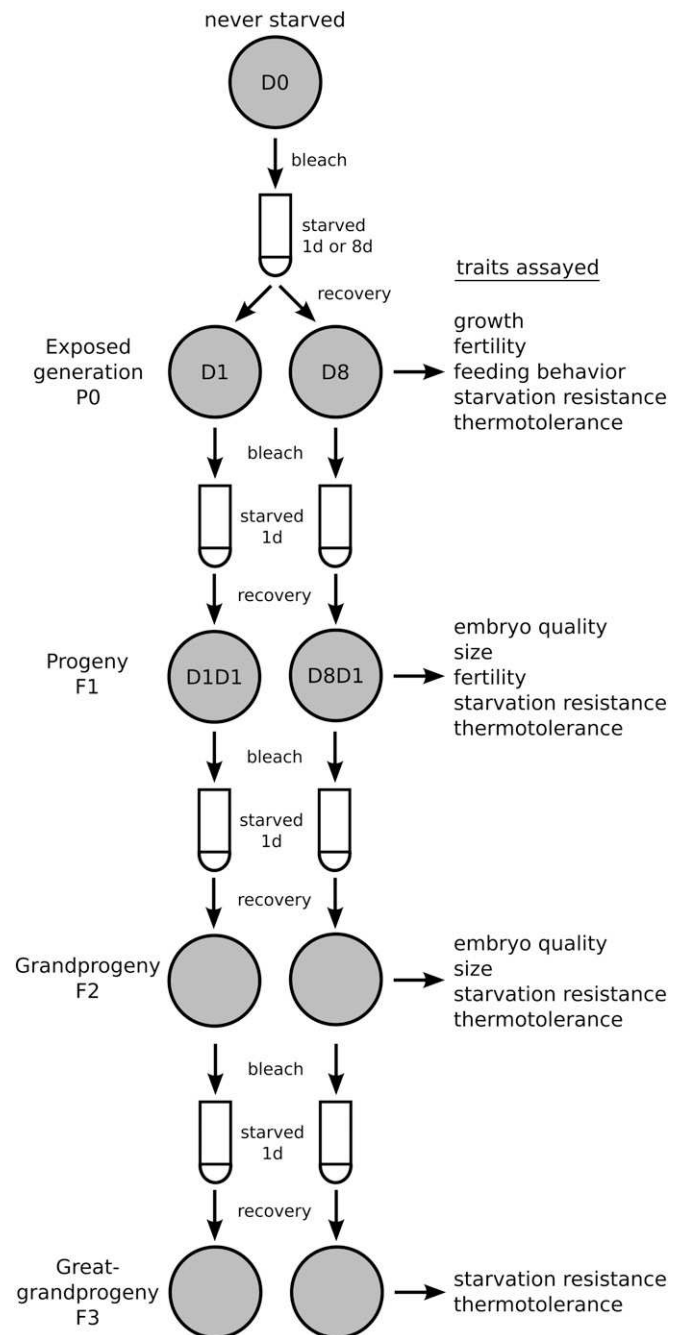 never starved
D0
bleach
starved
1d or 8d
recovery
traits assayed
Exposed
generation
P0
D1
D8
growth
fertility
feeding behavior
starvation resistance
thermotolerance
bleach
starved
1d
recovery
Progeny
F1
D1D1
D8D1
embryo quality
size
fertility
starvation resistance
thermotolerance
bleach
starved
1d
recovery
Grandprogeny
F2
embryo quality
size
starvation resistance
thermotolerance
bleach
starved
1d
recovery
Great-
grandprogeny
F3
starvation resistance
thermotolerance